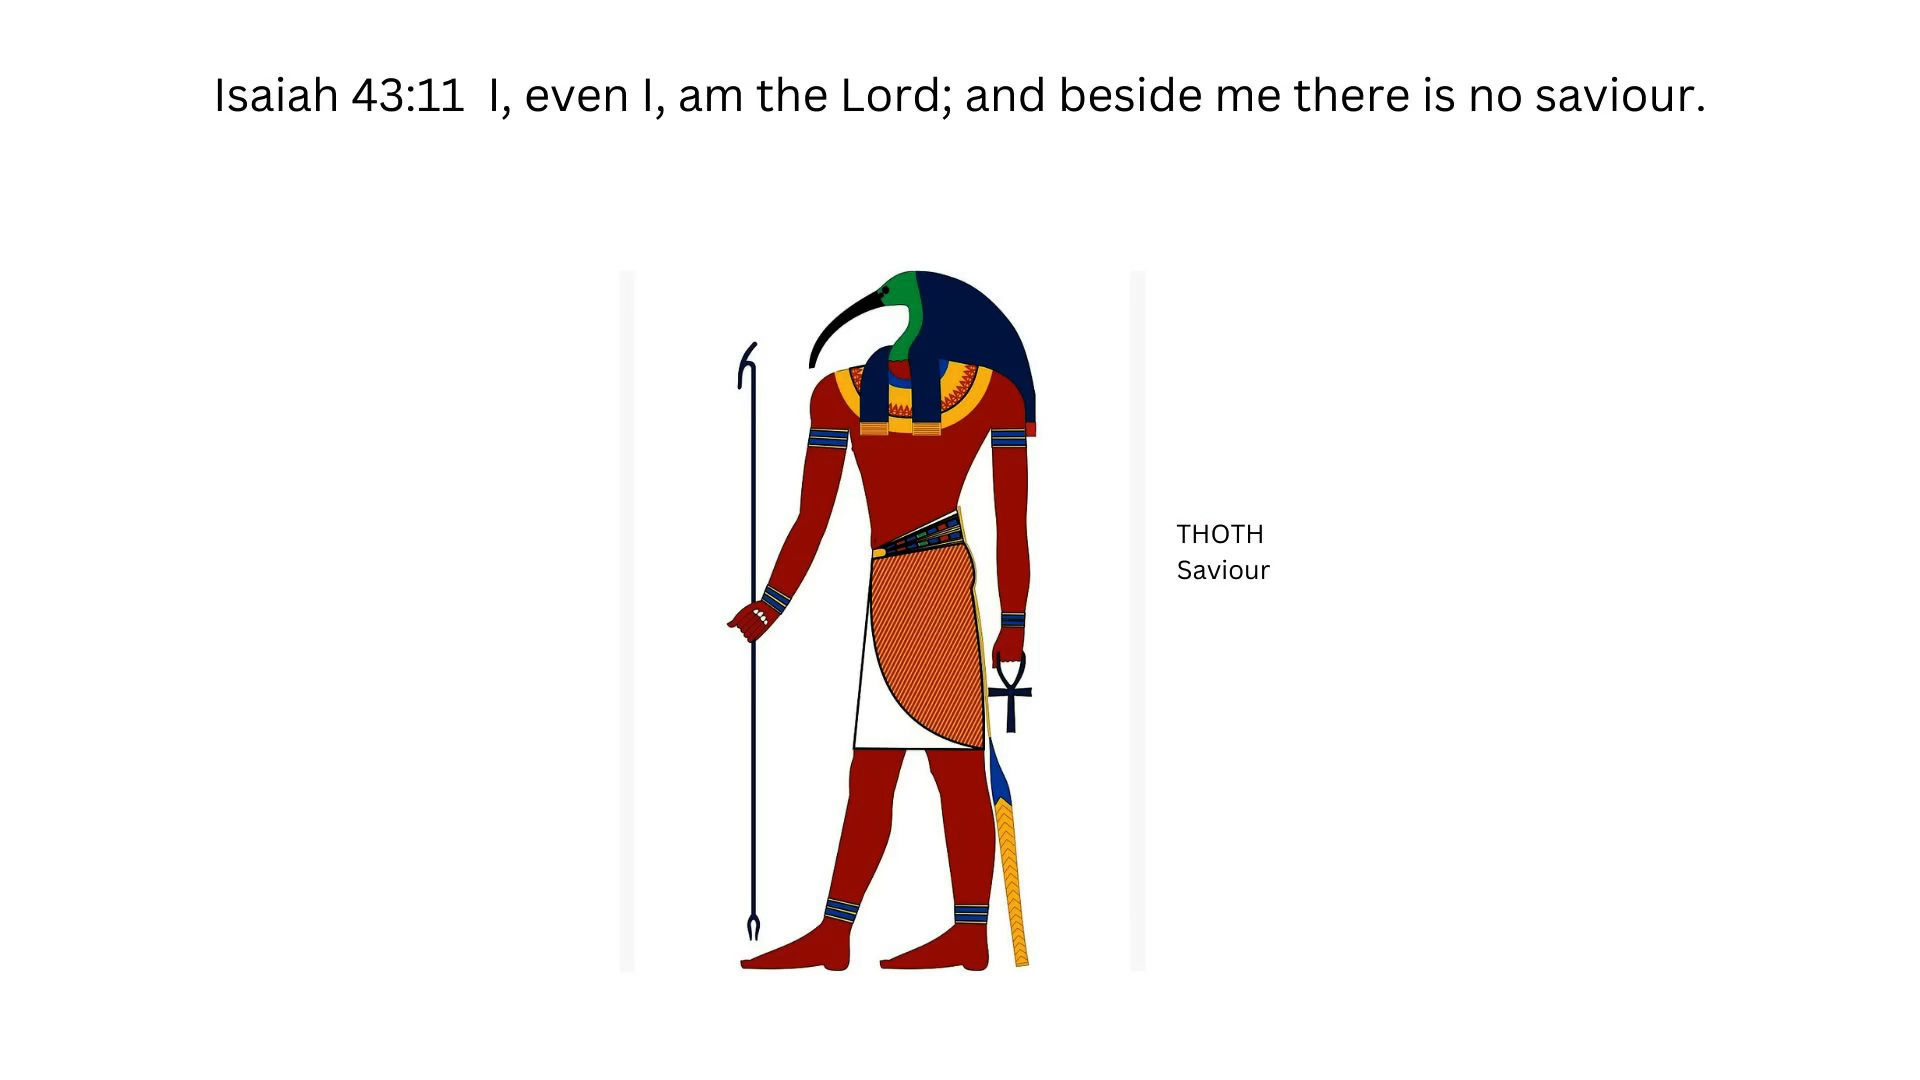 Isaiah 43:11  I, even I, am the Lord; and beside me there is no saviour.
THOTH
Saviour